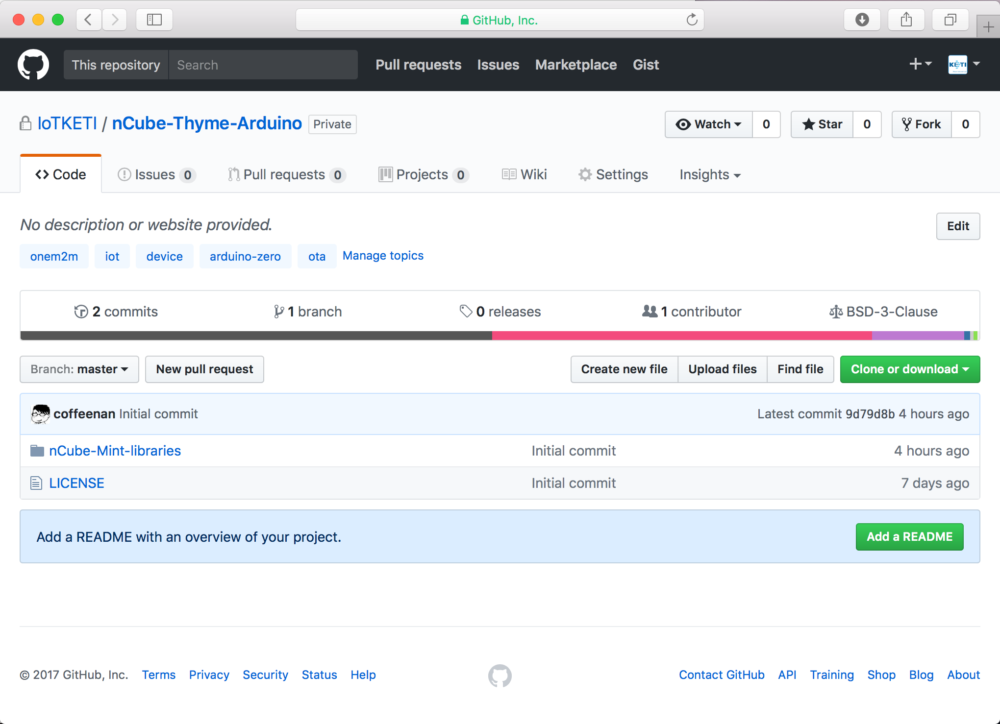 GitHub, Inc.
This repository Search Pull requests Issues Marketplace Gist
KETI
IoTKETI / nCube-Thyme-Arduino Private Watch 0 Star 0 Fork 0
Code Issues 0 Pull requests 0 Projects 0 Wiki Settings Insights
No description or website provided. Edit
onem2m iot device arduino-zero ota Manage topics
2 commits 1 branch 0 releases 1 contributor BSD-3-Clause
Branch: master New pull request Create new file Upload files Find file Clone or download
coffeenan Initial commit Latest commit 9d79d8b 4 hours ago
nCube-Mint-libraries Initial commit 4 hours ago
LICENSE Initial commit 7 days ago
Add a README with an overview of your project. Add a README
© 2017 GitHub, Inc. Terms Privacy Security Status Help Contact GitHub API Training Shop Blog About